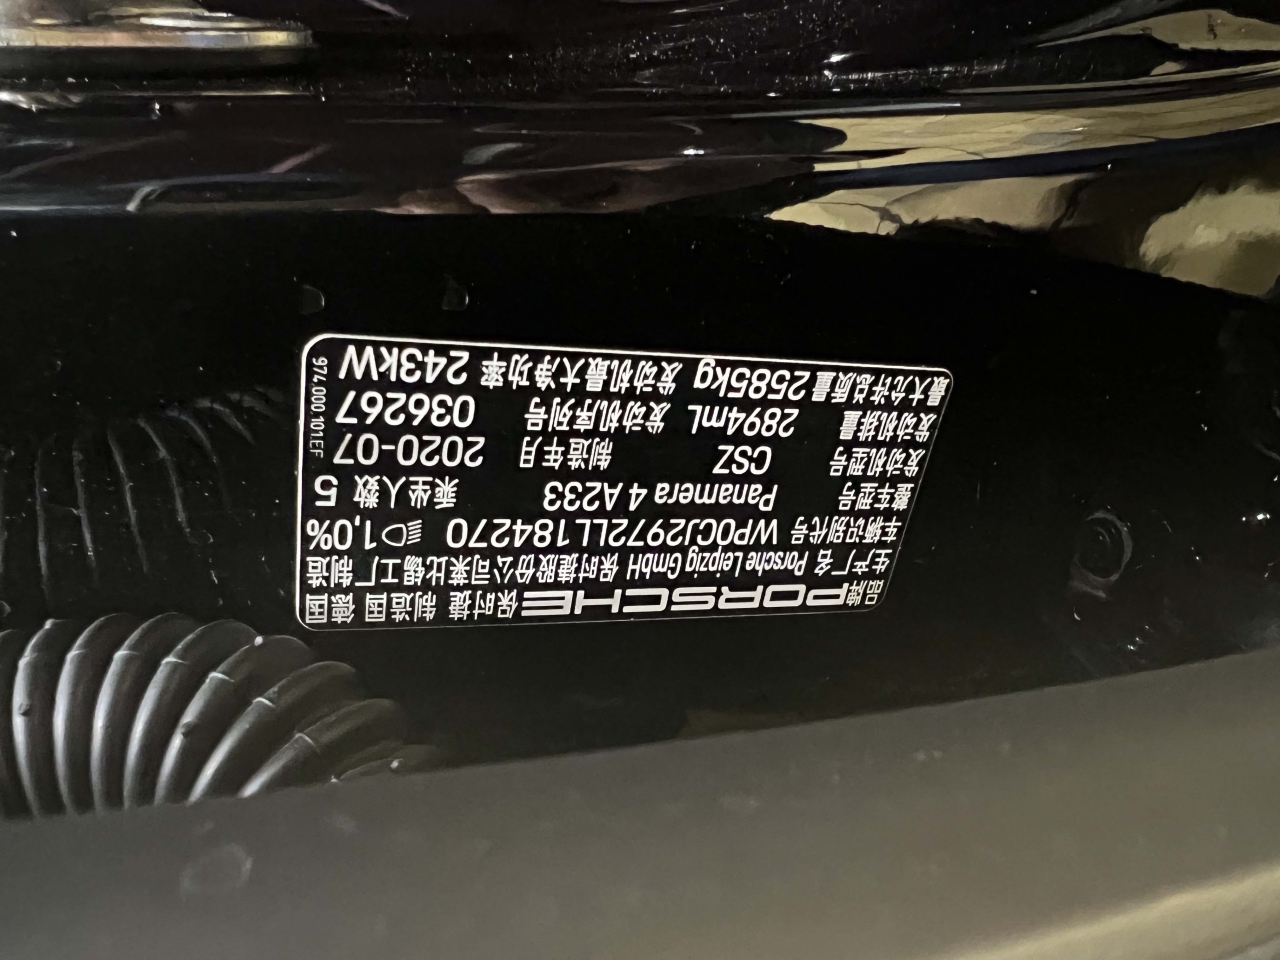 品牌 PORSCHE 保时捷 制造国 德国
生产厂名 Porsche Leipzig GmbH 保时捷股份公司莱比锡工厂制造
车辆识别代号 WP0CJ2972LL184270 1,0%
整车型号 Panamera 4 A233 乘坐人数 5
发动机型号 CSZ 制造年月 2020-07
发动机排量 2894mL 发动机序列号 036267
最大允许总质量 2585kg 发动机最大净功率 243kW
974.000.101.EF